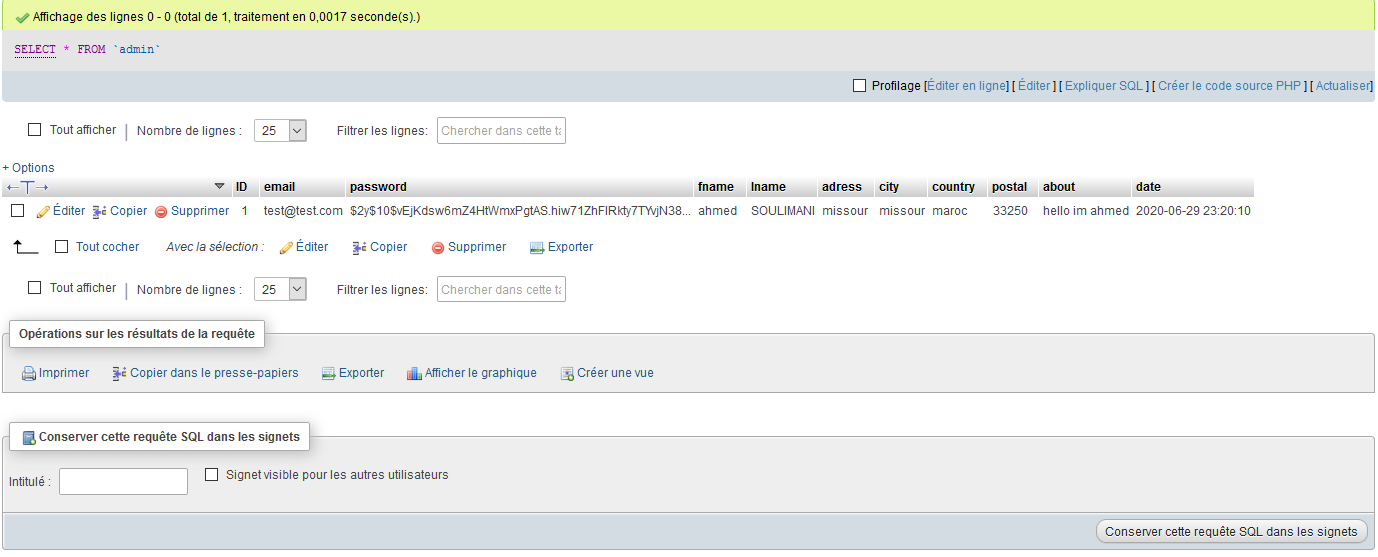 Affichage des lignes 0 - 0 (total de 1, traitement en 0,0017 seconde(s).)
SELECT * FROM `admin`
Profilage [Éditer en ligne] [ Éditer ] [ Expliquer SQL ] [ Créer le code source PHP ] [ Actualiser]
Tout afficher | Nombre de lignes : 25 Filtrer les lignes: Chercher dans cette ta
+ Options
←T→ ID email password fname lname adress city country postal about date
Éditer Copier Supprimer 1 test@test.com $2y$10$vEjKdsw6mZ4HtWmxPgtAS.hiw71ZhFlRkty7TYvjN38... ahmed SOULIMANI missour missour maroc 33250 hello im ahmed 2020-06-29 23:20:10
Tout cocher Avec la sélection : Éditer Copier Supprimer Exporter
Tout afficher | Nombre de lignes : 25 Filtrer les lignes: Chercher dans cette ta
Opérations sur les résultats de la requête
Imprimer Copier dans le presse-papiers Exporter Afficher le graphique Créer une vue
Conserver cette requête SQL dans les signets
Intitulé : Signet visible pour les autres utilisateurs
Conserver cette requête SQL dans les signets